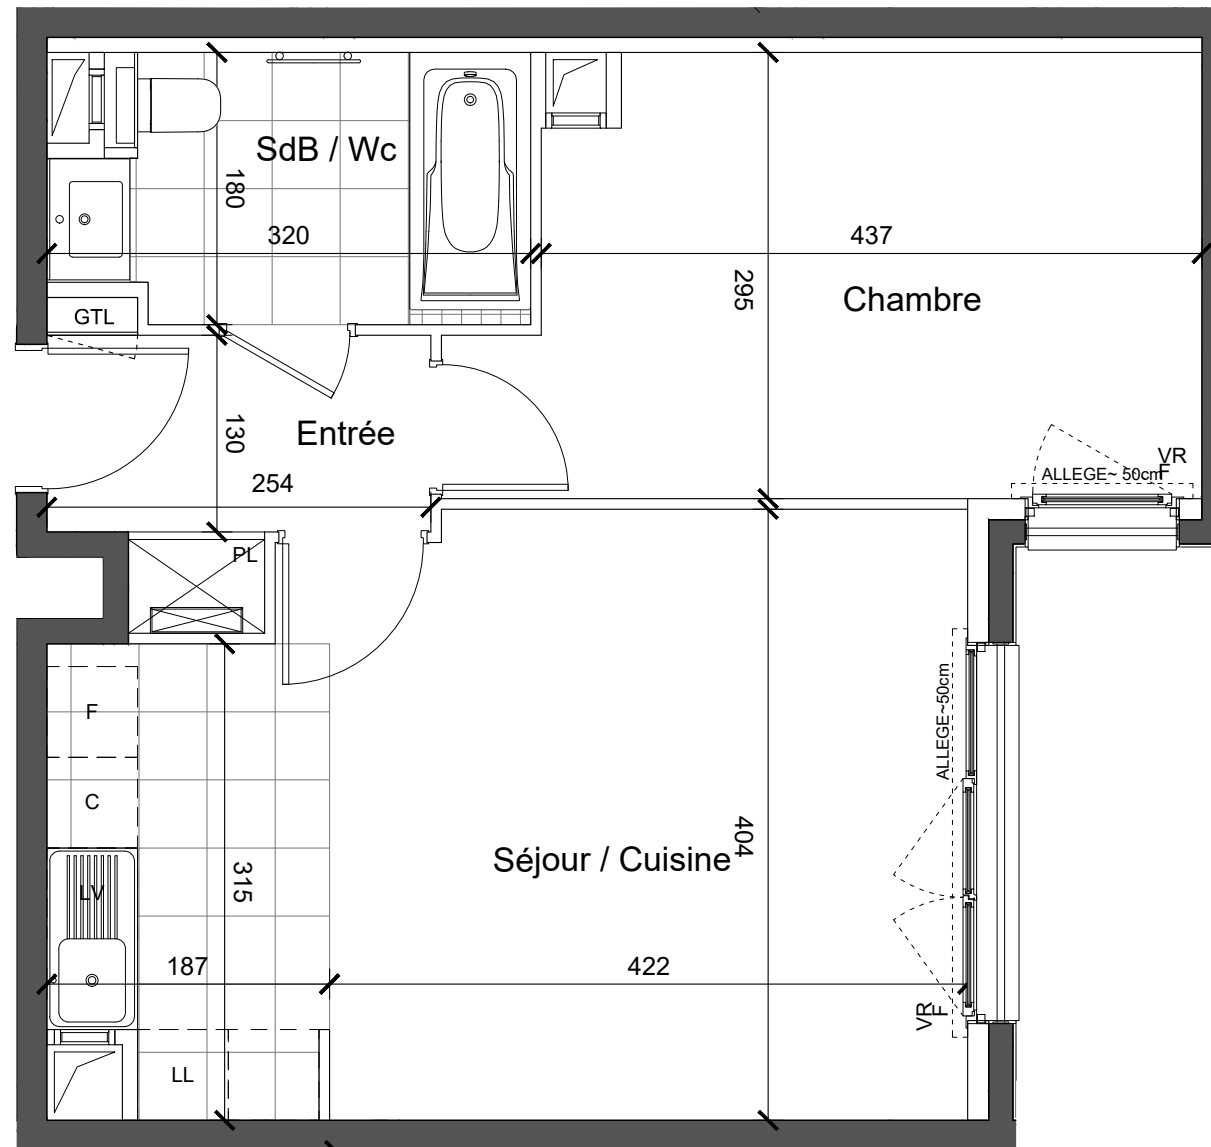 SdB / Wc
180
320
437
295
Chambre
GTL
Entrée
130
254
VR
F
ALLEGE~ 50cm
PL
F
ALLEGE~50cm
C
404
Séjour / Cuisine
315
LV
187
422
VR
F
LL